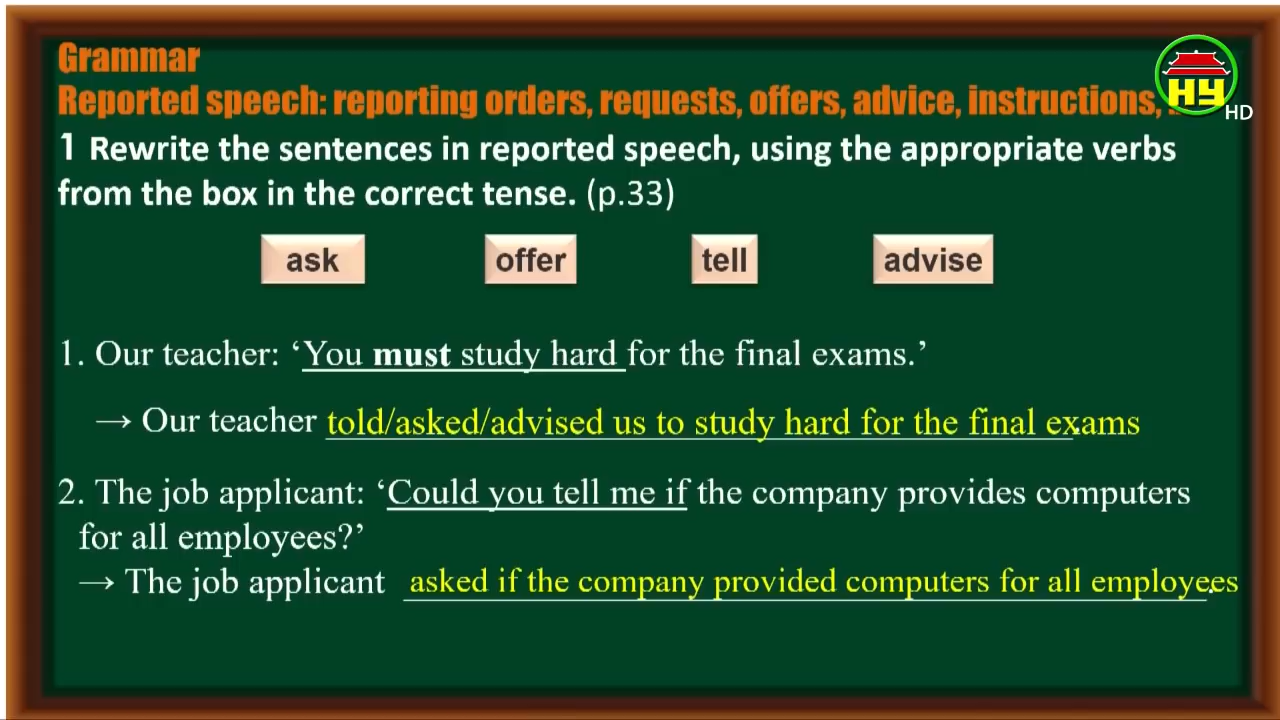 Grammar
Reported speech: reporting orders, requests, offers, advice, instructions,
HY
HD
1 Rewrite the sentences in reported speech, using the appropriate verbs
from the box in the correct tense. (p.33)
ask offer tell advise
1. Our teacher: ‘You must study hard for the final exams.’
→ Our teacher told/asked/advised us to study hard for the final exams.
2. The job applicant: ‘Could you tell me if the company provides computers
for all employees?’
→ The job applicant asked if the company provided computers for all employees.